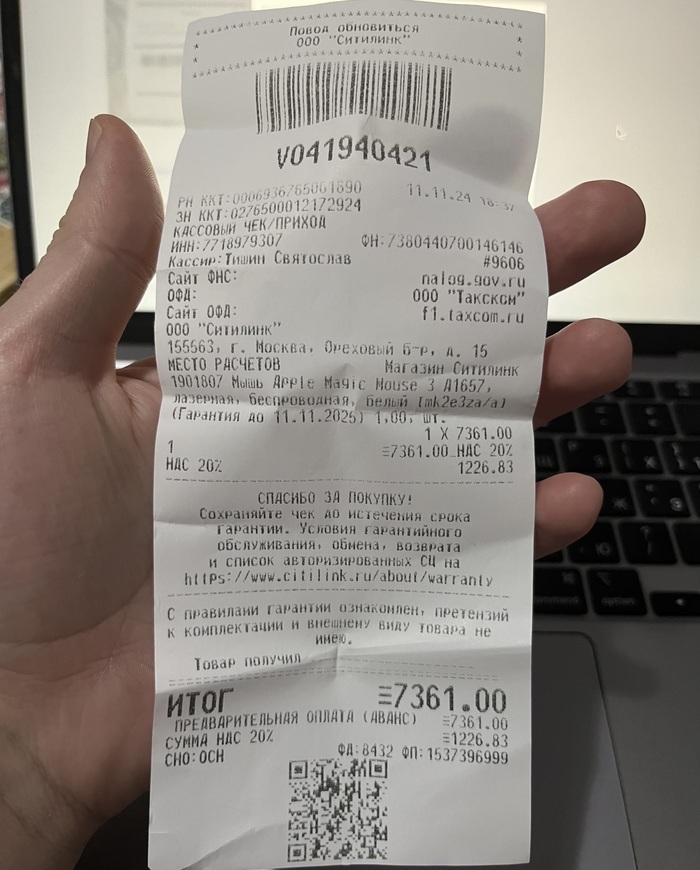 Повод обновиться
ООО "Ситилинк"
V041940421
РН ККТ:0006936765061890 11.11.24 18:37
ЗН ККТ:0276500012172924
КАССОВЫЙ ЧЕК/ПРИХОД
ИНН:7718979307 ФН:7380440700146146
Кассир:Тишин Святослав #9606
Сайт ФНС: nalog.gov.ru
ОФД: ООО "Такском"
Сайт ОФД: f1.taxcom.ru
ООО "Ситилинк"
155563, г. Москва, Ореховый б-р, д. 15
МЕСТО РАСЧЕТОВ Магазин Ситилинк
1901807 Мышь Apple Magic Mouse 3 A1657,
лазерная, беспроводная, белый [mk2e3za/a]
(Гарантия до 11.11.2025) 1,00, шт.
1 X 7361.00
1 ≡7361.00 НДС 20%
НДС 20% 1226.83
СПАСИБО ЗА ПОКУПКУ!
Сохраняйте чек до истечения срока
гарантии. Условия гарантийного
обслуживания, обмена, возврата
и список авторизированных СЦ на
https://www.citilink.ru/about/warranty
С правилами гарантии ознакомлен, претензий
к комплектации и внешнему виду товара не
имею.
Товар получил
ИТОГ ≡7361.00
ПРЕДВАРИТЕЛЬНАЯ ОПЛАТА (АВАНС) ≡7361.00
СУММА НДС 20% ≡1226.83
СНО:ОСН ФД:8432 ФП:1537396999
command
option